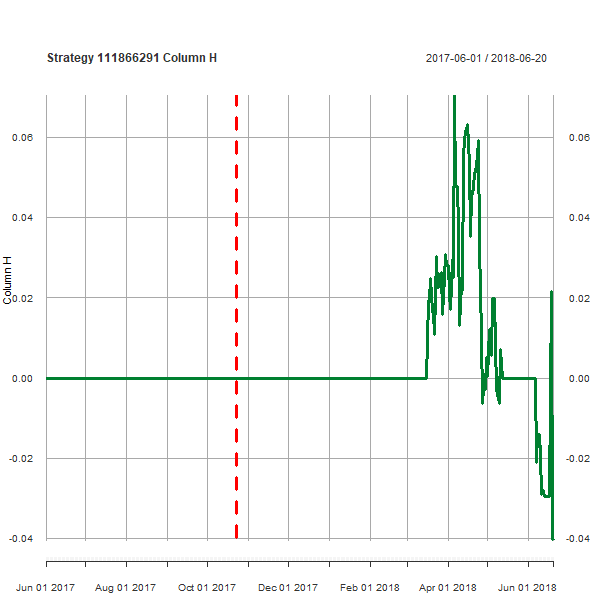 Strategy 111866291 Column H
2017-06-01 / 2018-06-20
0.06
0.06
0.04
0.04
0.02
0.02
Column H
0.00
0.00
-0.02
-0.02
-0.04
-0.04
Jun 01 2017
Aug 01 2017
Oct 01 2017
Dec 01 2017
Feb 01 2018
Apr 01 2018
Jun 01 2018